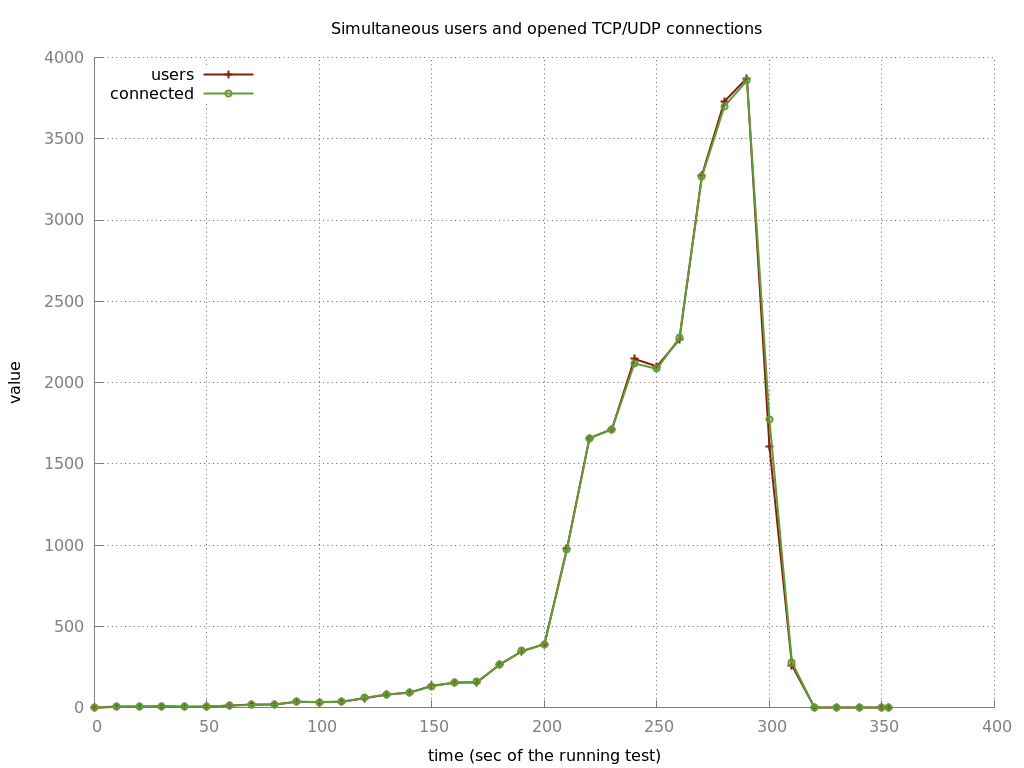 Simultaneous users and opened TCP/UDP connections
4000
3500
3000
2500
2000
1500
1000
500
0
users
connected
value
0 50 100 150 200 250 300 350 400
time (sec of the running test)